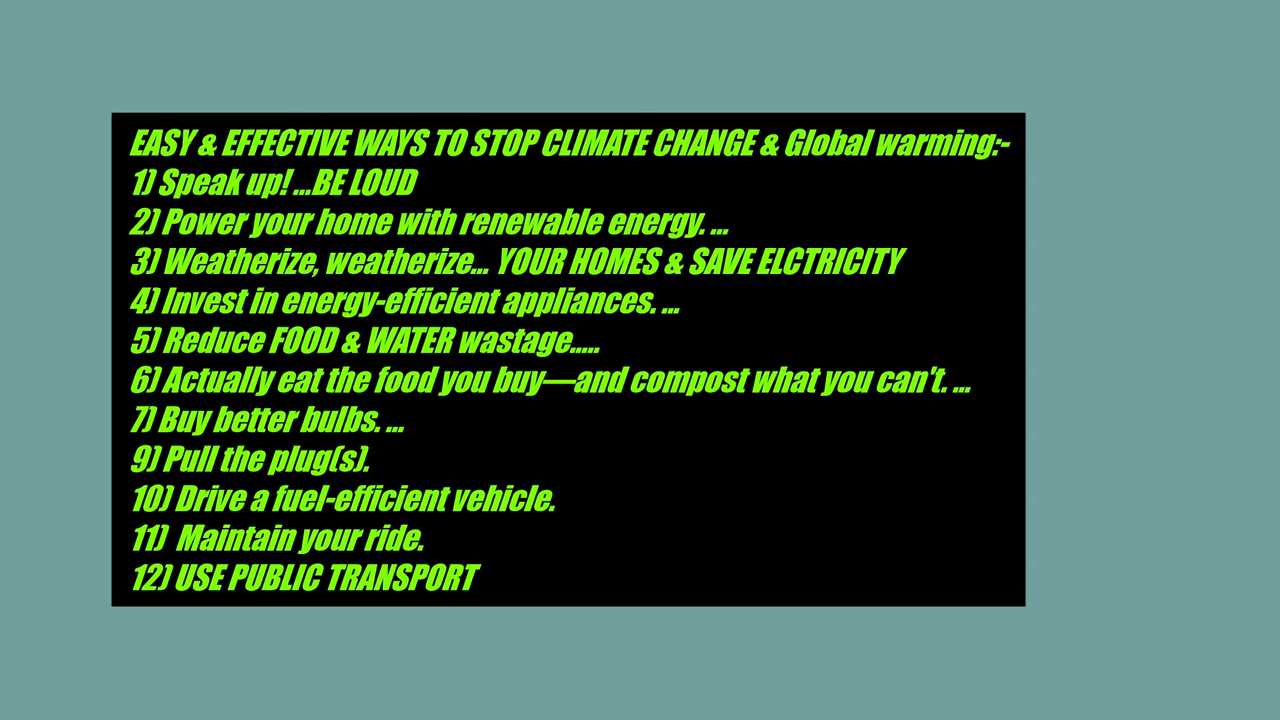 EASY & EFFECTIVE WAYS TO STOP CLIMATE CHANGE & Global warming:-
1) Speak up! ...BE LOUD
2) Power your home with renewable energy. ...
3) Weatherize, weatherize... YOUR HOMES & SAVE ELCTRICITY
4) Invest in energy-efficient appliances. ...
5) Reduce FOOD & WATER wastage.....
6) Actually eat the food you buy—and compost what you can't. ...
7) Buy better bulbs. ...
9) Pull the plug(s).
10) Drive a fuel-efficient vehicle.
11)  Maintain your ride.
12) USE PUBLIC TRANSPORT